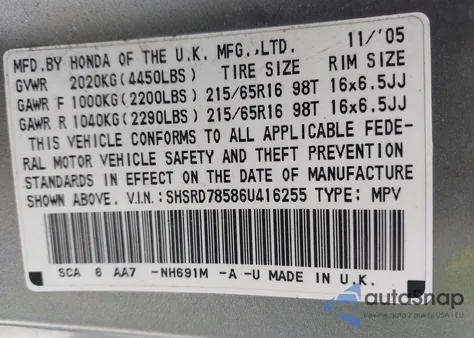 MFD.BY HONDA OF THE U.K. MFG.,LTD. 11/'05
GVWR 2020KG(4450LBS) TIRE SIZE RIM SIZE
GAWR F 1000KG(2200LBS) 215/65R16 98T 16x6.5JJ
GAWR R 1040KG(2290LBS) 215/65R16 98T 16x6.5JJ
THIS VEHICLE CONFORMS TO ALL APPLICABLE FEDE-
RAL MOTOR VEHICLE SAFETY AND THEFT PREVENTION
STANDARDS IN EFFECT ON THE DATE OF MANUFACTURE
SHOWN ABOVE. V.I.N.:SHSRD78586U416255 TYPE: MPV
SCA 6 AA7 -NH691M -A -U MADE IN U.K.
autoSnap